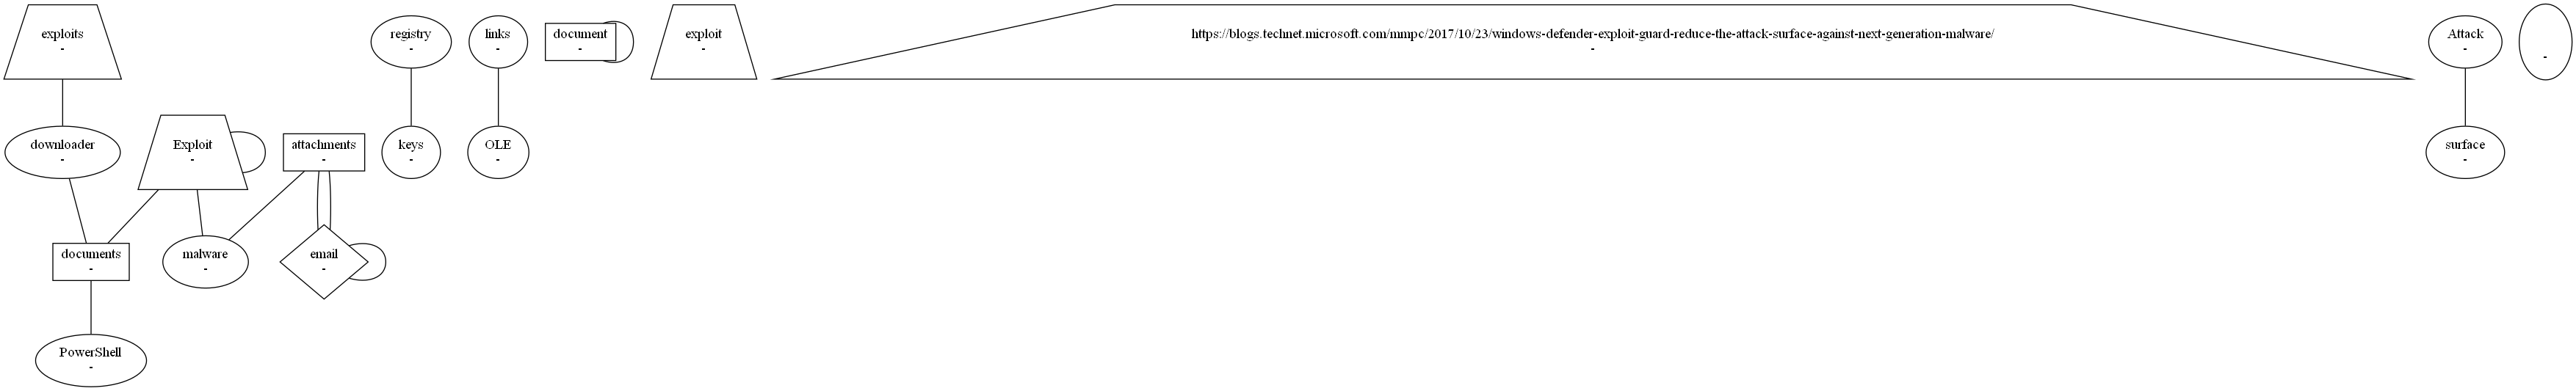 exploits
-
registry
-
links
-
document
-
exploit
-
https://blogs.technet.microsoft.com/mmpc/2017/10/23/windows-defender-exploit-guard-reduce-the-attack-surface-against-next-generation-malware/
-
Attack
-
-
downloader
-
Exploit
-
attachments
-
keys
-
OLE
-
surface
-
documents
-
malware
-
email
-
PowerShell
-